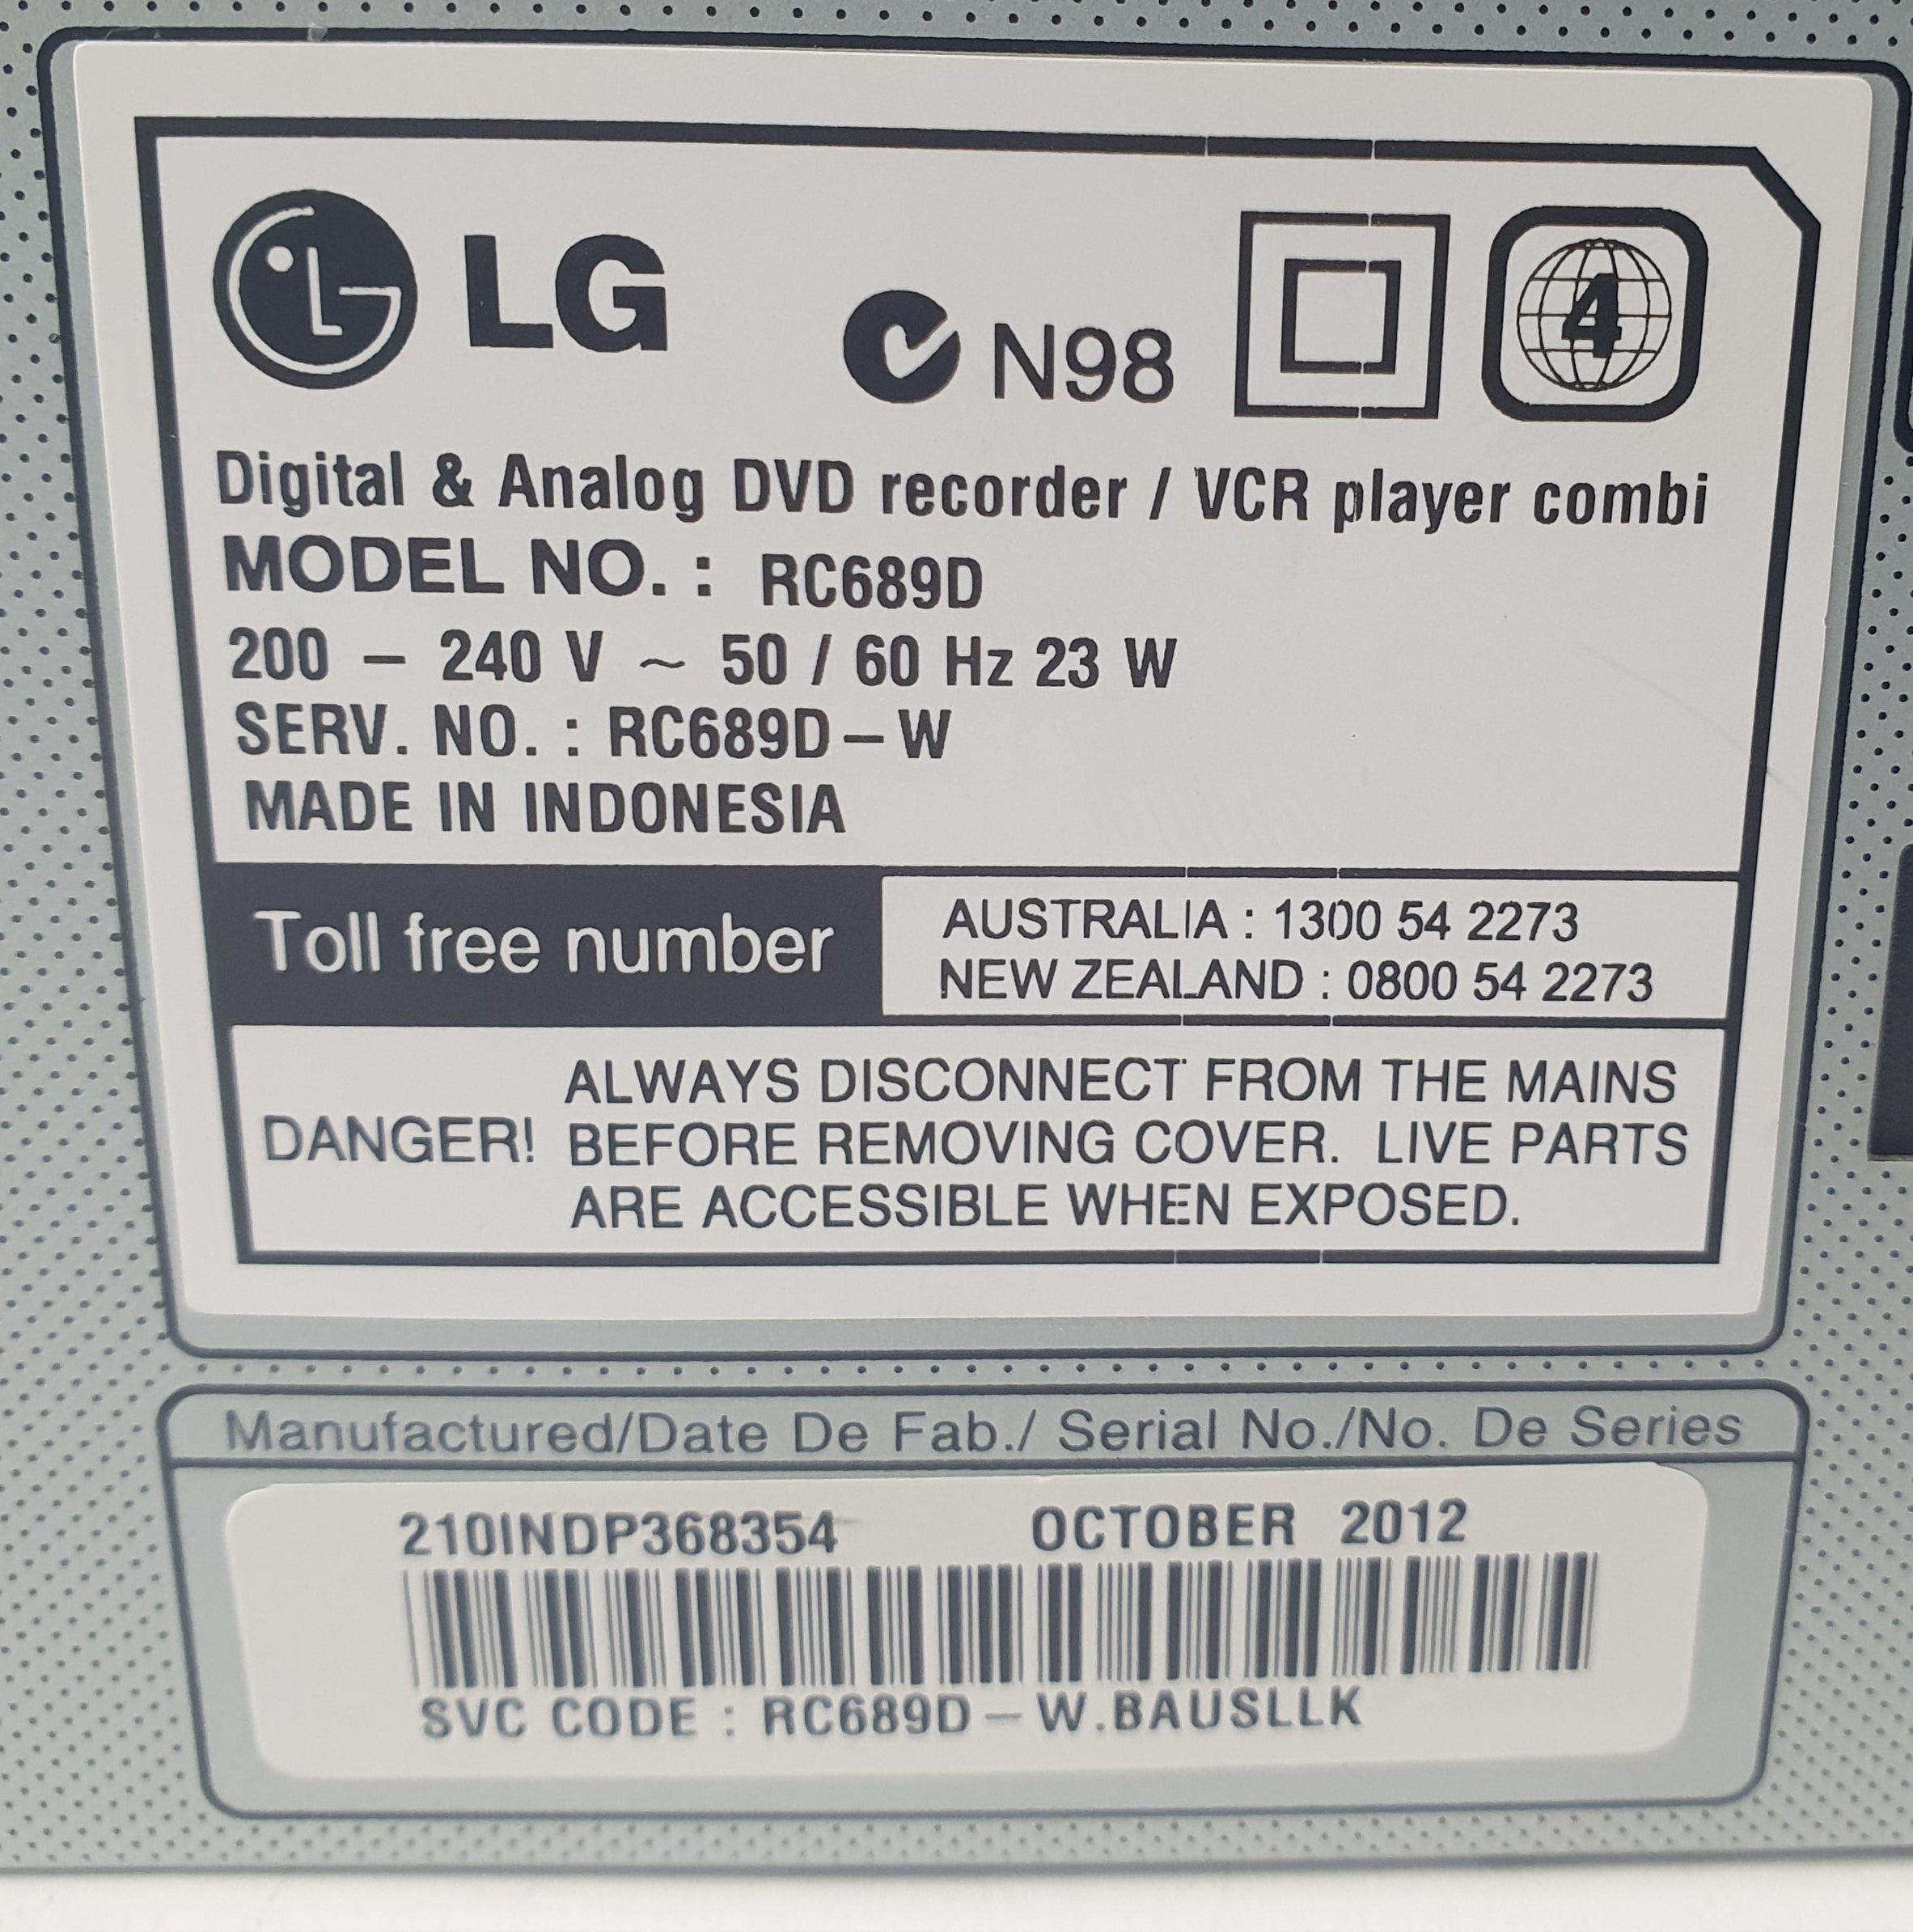 LG N98 4
Digital & Analog DVD recorder / VCR player combi
MODEL NO. : RC689D
200 – 240 V ~ 50 / 60 Hz 23 W
SERV. NO. : RC689D – W
MADE IN INDONESIA
Toll free number
AUSTRALIA : 1300 54 2273
NEW ZEALAND : 0800 54 2273
DANGER!
ALWAYS DISCONNECT FROM THE MAINS
BEFORE REMOVING COVER. LIVE PARTS
ARE ACCESSIBLE WHEN EXPOSED.
Manufactured/Date De Fab./ Serial No./No. De Series
210INDP368354 OCTOBER 2012
SVC CODE : RC689D – W.BAUSLLK